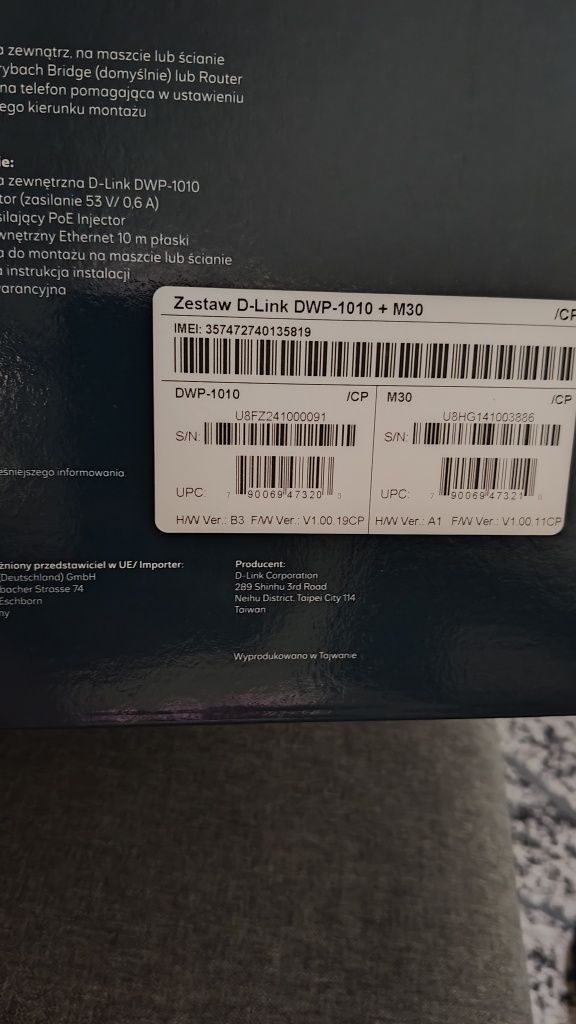 zewnątrz, na maszcie lub ścianie
rybach Bridge (domyślnie) lub Router
na telefon pomagająca w ustawieniu
ego kierunku montażu
ie:
a zewnętrzna D-Link DWP-1010
tor (zasilanie 53 V/ 0,6 A)
silający PoE Injector
wnętrzny Ethernet 10 m płaski
a do montażu na maszcie lub ścianie
instrukcja instalacji
warancyjna
Zestaw D-Link DWP-1010 + M30 /CP
IMEI: 357472740135819
DWP-1010 /CP
U8FZ241000091
S/N:
UPC: 7 90069 47320 3
H/W Ver.: B3 F/W Ver.: V1.00.19CP
M30 /CP
U8HG141003886
S/N:
UPC: 7 90069 47321
H/W Ver.: A1 F/W Ver.: V1.00.11CP
eśniejszego informowania.
żniony przedstawiciel w UE/ Importer:
(Deutschland) GmbH
bacher Strasse 74
Eschborn
ny
Producent:
D-Link Corporation
289 Shinhu 3rd Road
Neihu District, Taipei City 114
Taiwan
Wyprodukowano w Tajwanie